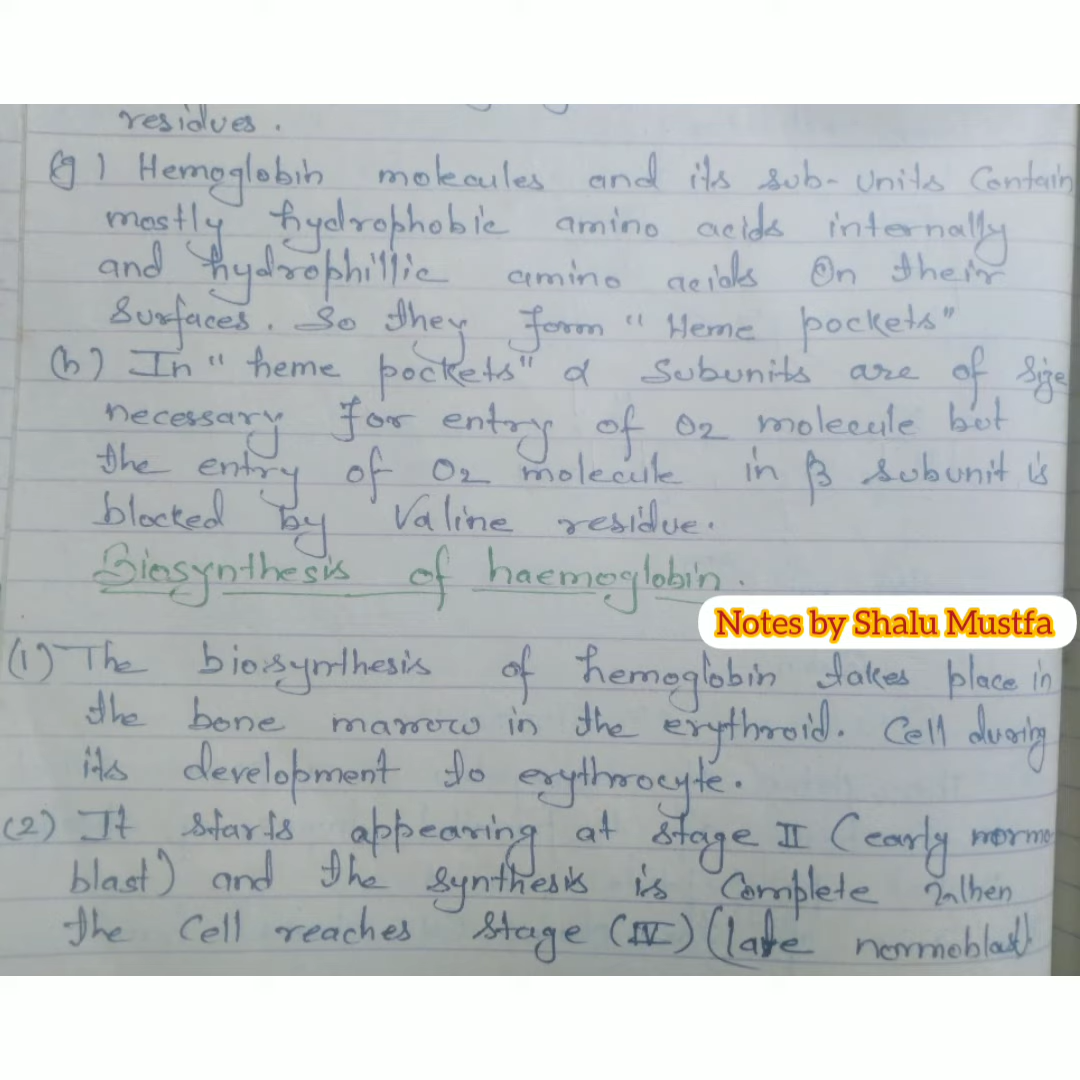 residues.
(g) Hemoglobin molecules and its sub-units Contain
mostly hydrophobic amino acids internally
and hydrophillic amino acids On their
Surfaces. So they form "Heme pockets"
(h) In "heme pockets" α Subunits are of Size
necessary for entry of O2 molecule but
the entry of O2 molecule in β subunit is
blocked by Valine residue.
Biosynthesis of haemoglobin.
Notes by Shalu Mustfa
(1) The biosynthesis of hemoglobin takes place in
the bone marrow in the erythroid. Cell during
its development to erythrocyte.
(2) It starts appearing at stage II (early normo
blast) and the synthesis is Complete When
the Cell reaches Stage (IV) (late normoblast)